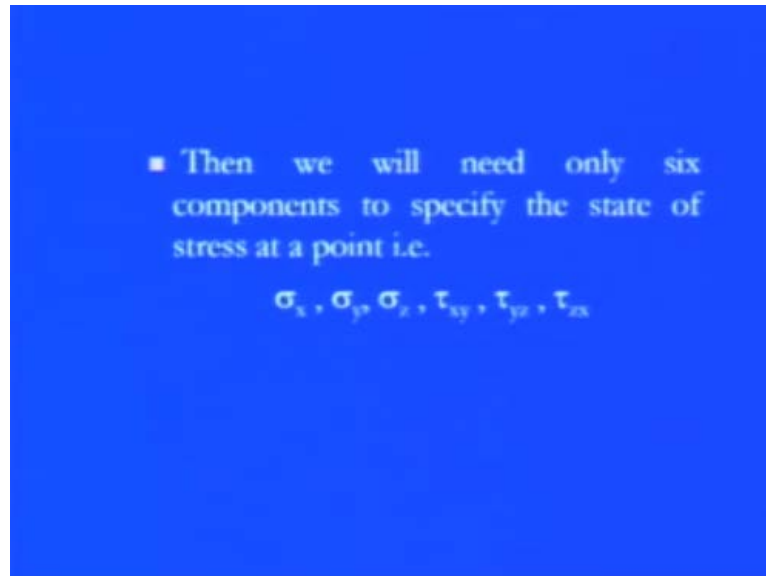 ▪ Then we will need only six
components to specify the state of
stress at a point i.e.
σx , σy, σz , τxy , τyz , τzx